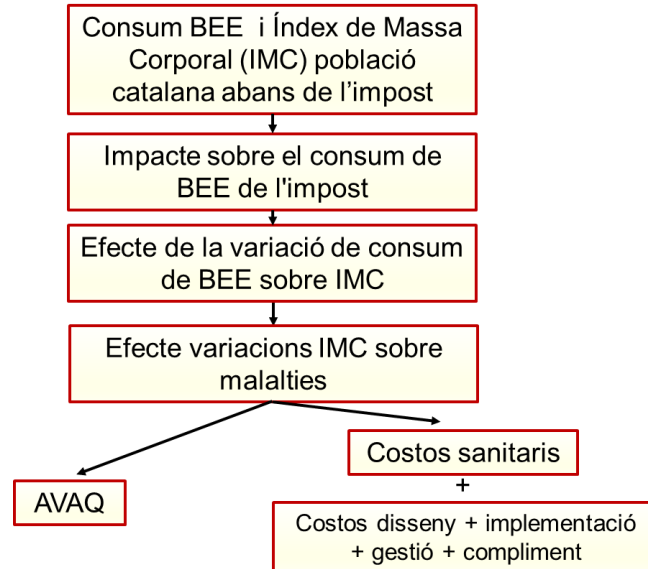 Consum BEE i Índex de Massa
Corporal (IMC) població
catalana abans de l'impost
Impacte sobre el consum de
BEE de l'impost
Efecte de la variació de consum
de BEE sobre IMC
Efecte variacions IMC sobre
malalties
AVAQ
Costos sanitaris
+
Costos disseny + implementació
+ gestió + compliment